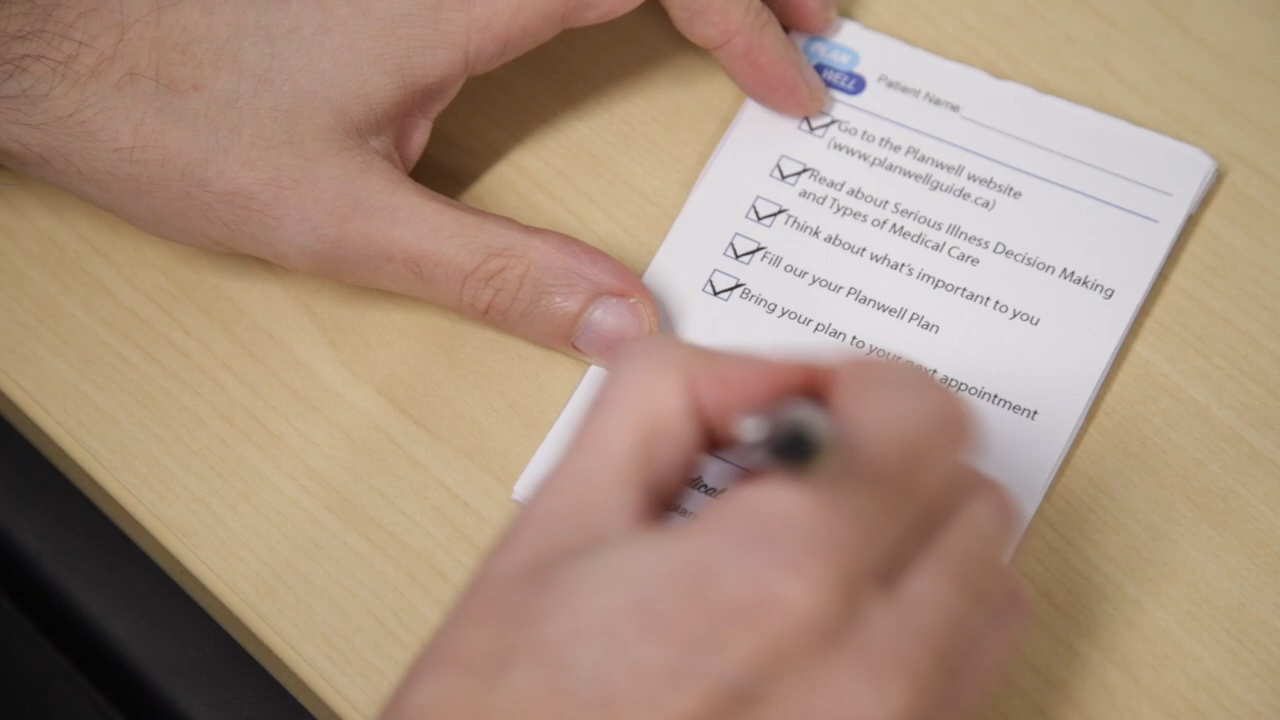 PLAN
WELL
Patient Name
Go to the Planwell website
(www.planwellguide.ca)
Read about Serious Illness Decision Making
and Types of Medical Care
Think about what's important to you
Fill our your Planwell Plan
Bring your plan to your next appointment